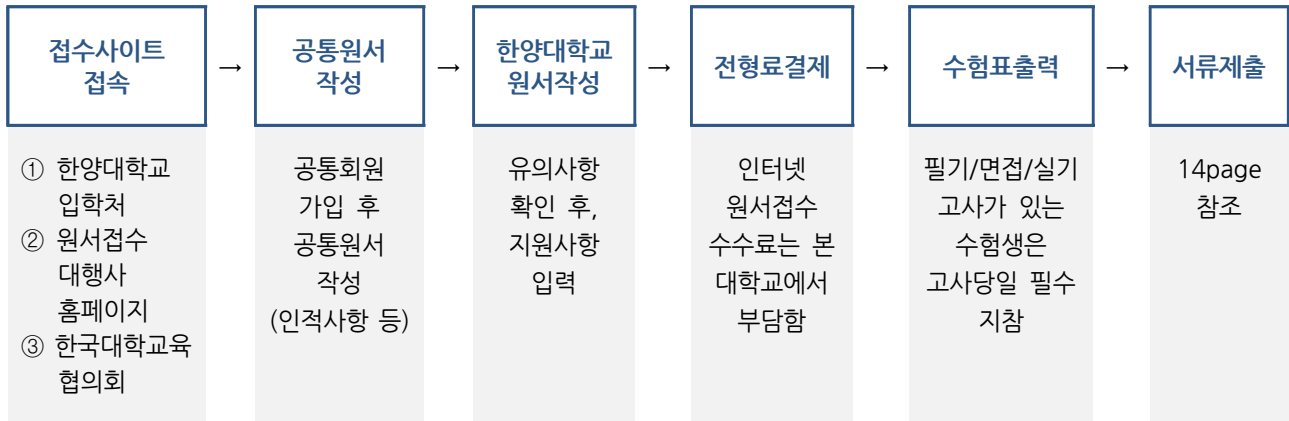 접수사이트
접속
→
공통원서
작성
→
한양대학교
원서작성
→
전형료결제
→
수험표출력
→
서류제출
① 한양대학교
입학처
② 원서접수
대행사
홈페이지
③ 한국대학교육
협의회
공통회원
가입 후
공통원서
작성
(인적사항 등)
유의사항
확인 후,
지원사항
입력
인터넷
원서접수
수수료는 본
대학교에서
부담함
필기/면접/실기
고사가 있는
수험생은
고사당일 필수
지참
14page
참조